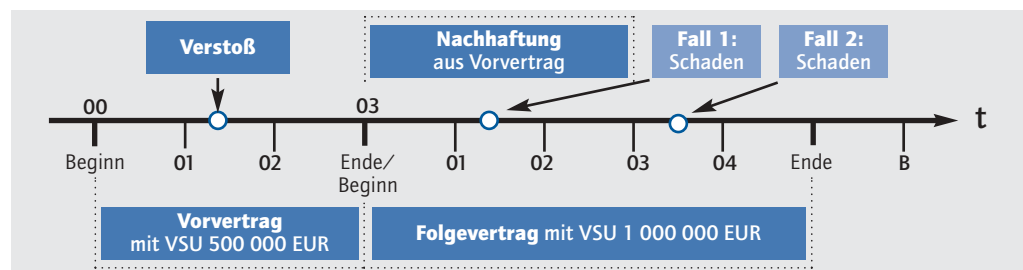 Verstoß
Nachhaftung
aus Vorvertrag
Fall 1:
Schaden
Fall 2:
Schaden
00
03
t
Beginn
01
02
Ende/
Beginn
01
02
03
04
Ende
B
Vorvertrag
mit VSU 500 000 EUR
Folgevertrag mit VSU 1 000 000 EUR